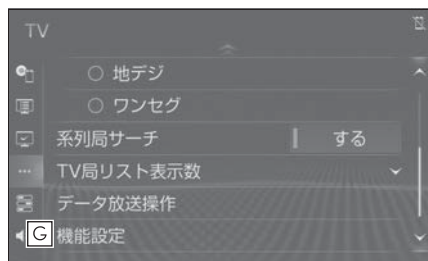 TV
○ 地デジ
○ ワンセグ
系列局サーチ する
TV局リスト表示数
データ放送操作
G 機能設定